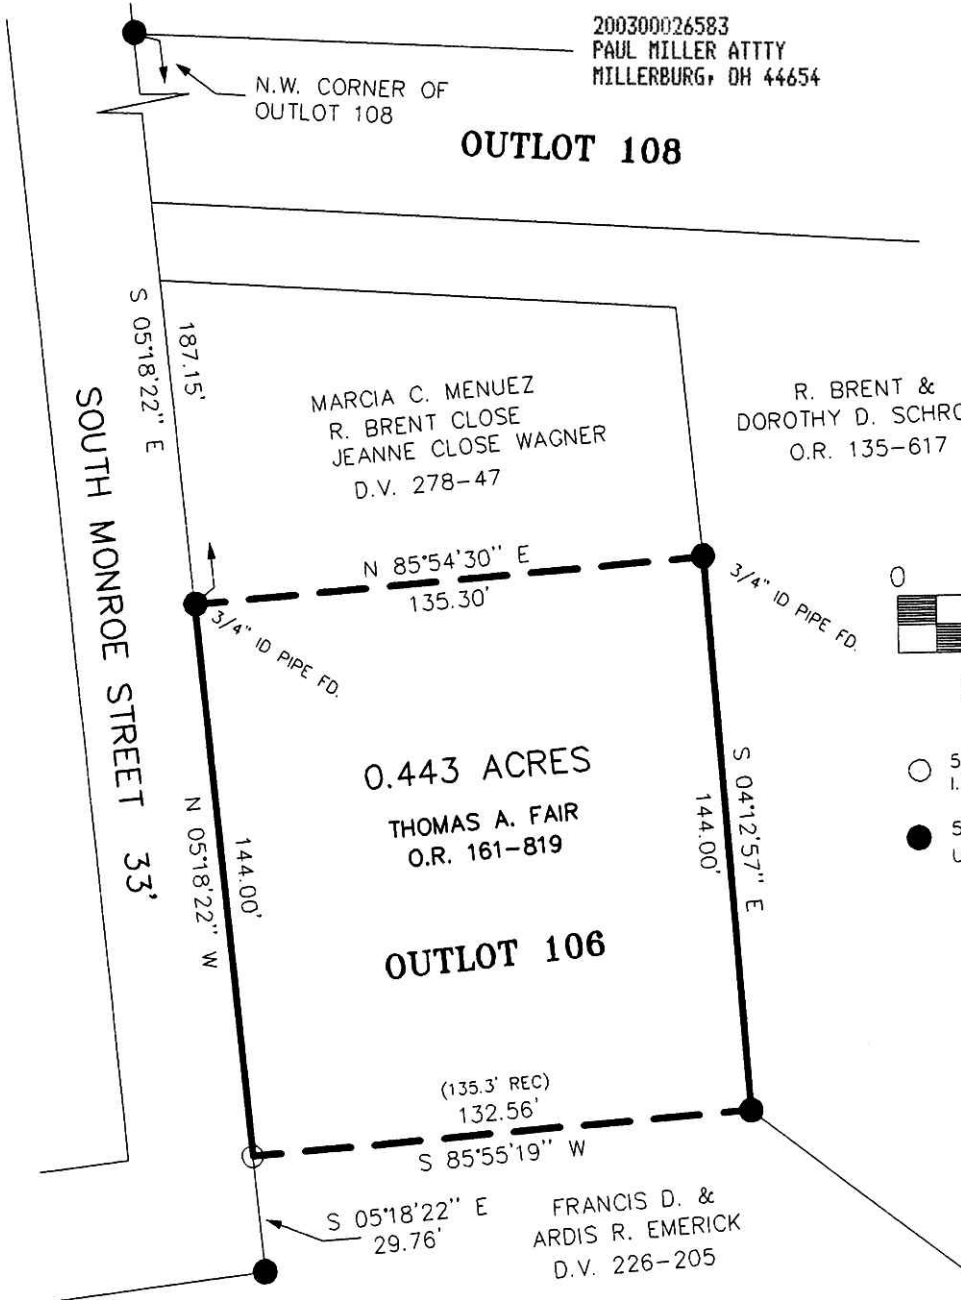 200300026583
PAUL MILLER ATTTY
MILLERBURG, OH 44654
N.W. CORNER OF
OUTLOT 108
OUTLOT 108
S 05°18'22" E
187.15'
MARCIA C. MENUEZ
R. BRENT CLOSE
JEANNE CLOSE WAGNER
D.V. 278-47
R. BRENT &
DOROTHY D. SCHRO
O.R. 135-617
SOUTH MONROE STREET 33'
N 85°54'30" E
135.30'
3/4" ID PIPE FD.
3/4" ID PIPE FD.
0
0.443 ACRES
THOMAS A. FAIR
O.R. 161-819
N 05°18'22" W
144.00'
S 04°12'57" E
144.00'
5
I.
5
U
OUTLOT 106
(135.3' REC)
132.56'
S 85°55'19" W
S 05°18'22" E
29.76'
FRANCIS D. &
ARDIS R. EMERICK
D.V. 226-205